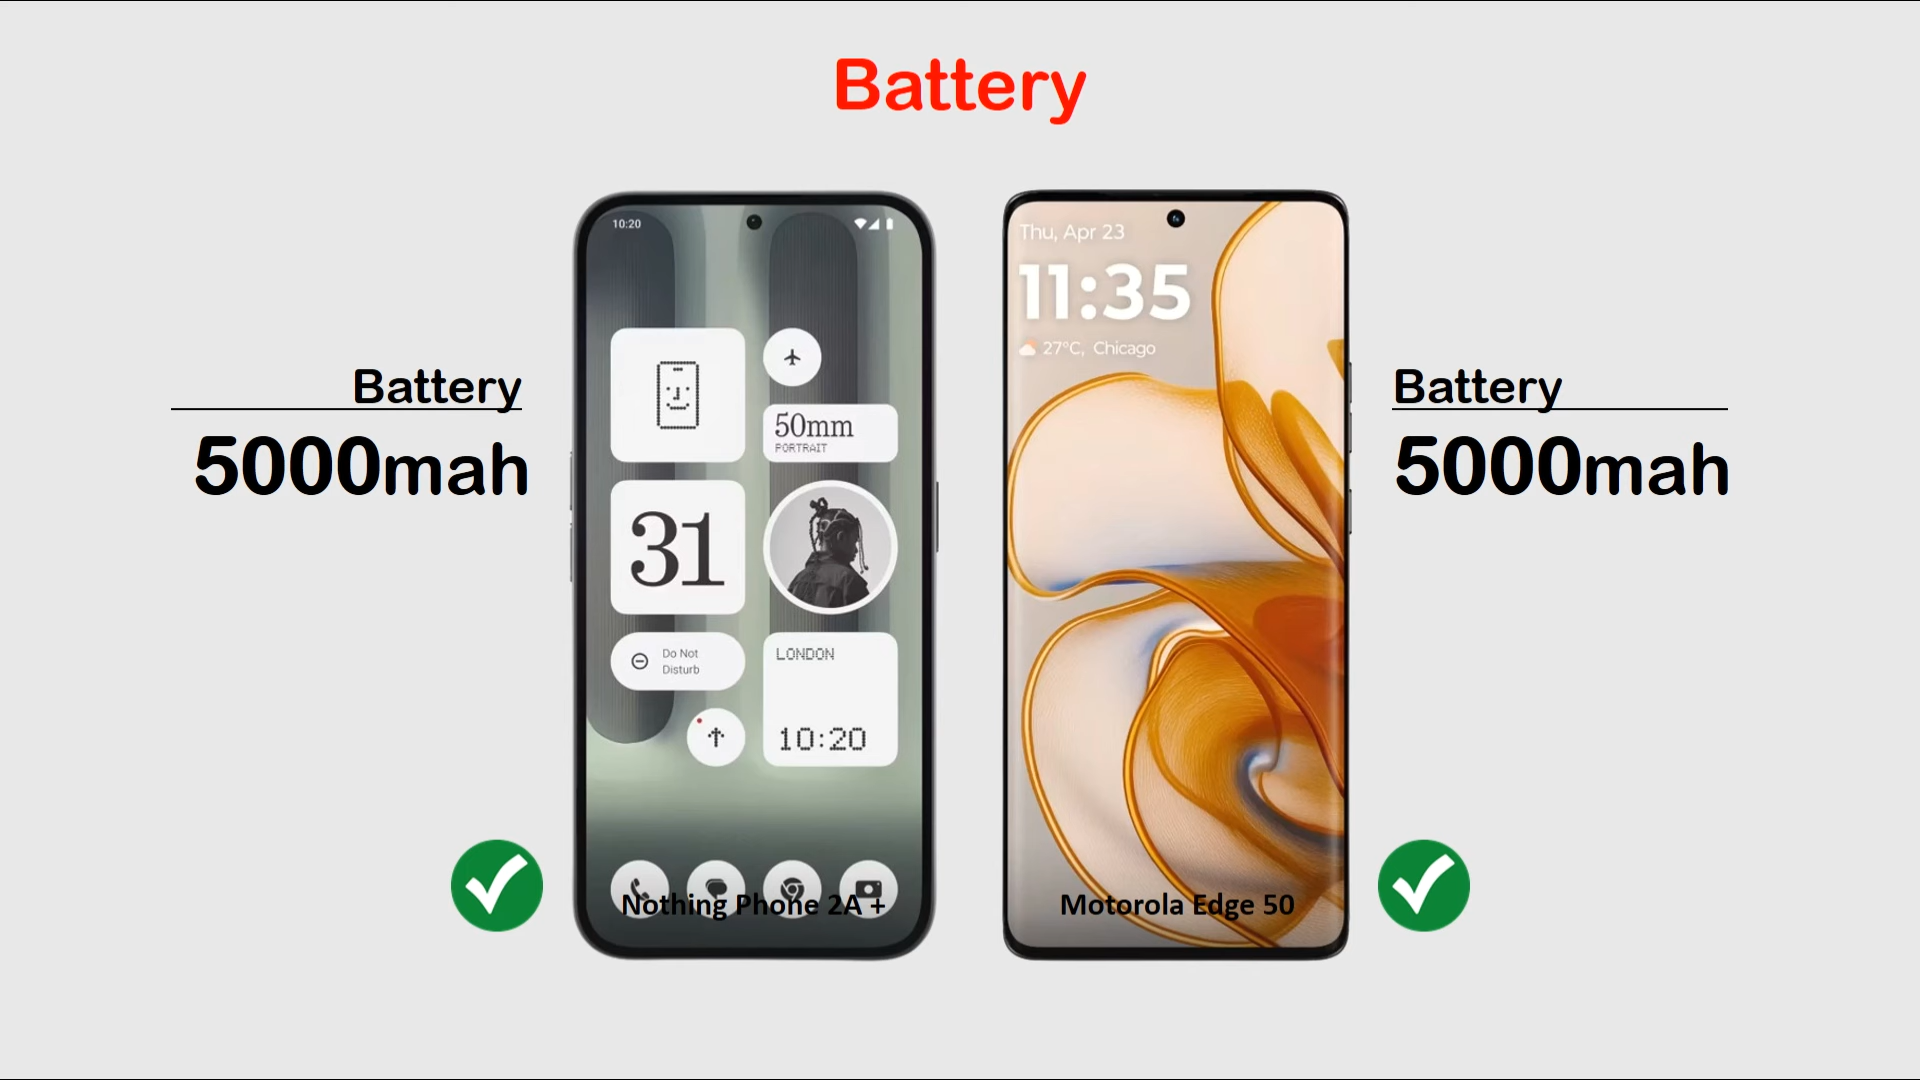 Battery
Battery
5000mah
10:20
50mm
PORTRAIT
31
Do Not
Disturb
LONDON
10:20
Nothing Phone 2A +
Thu, Apr 23
11:35
27°C, Chicago
Motorola Edge 50
Battery
5000mah